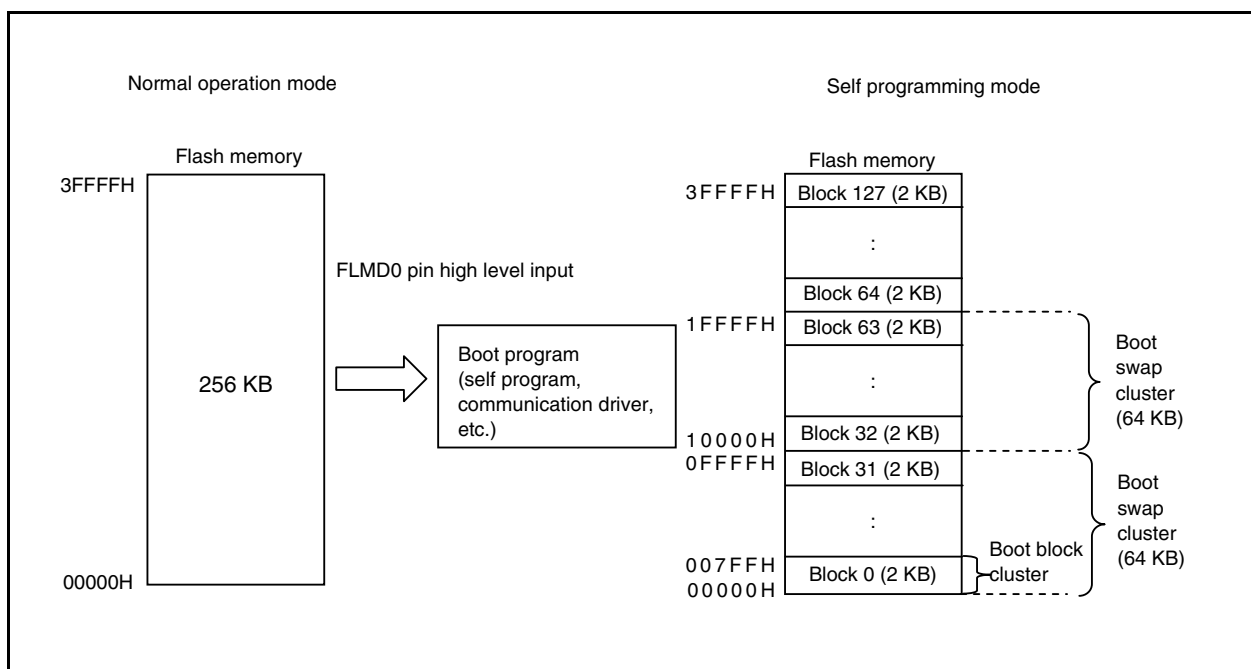 Normal operation mode
Self programming mode
Flash memory
3FFFFH
256 KB
00000H
FLMD0 pin high level input
Boot program
(self program,
communication driver,
etc.)
Flash memory
3FFFFH
Block 127 (2 KB)
:
Block 64 (2 KB)
1FFFFH
Block 63 (2 KB)
:
Boot
swap
cluster
(64 KB)
10000H
Block 32 (2 KB)
0FFFFH
Block 31 (2 KB)
:
Boot
swap
cluster
(64 KB)
007FFH
Block 0 (2 KB)
00000H
Boot block
cluster